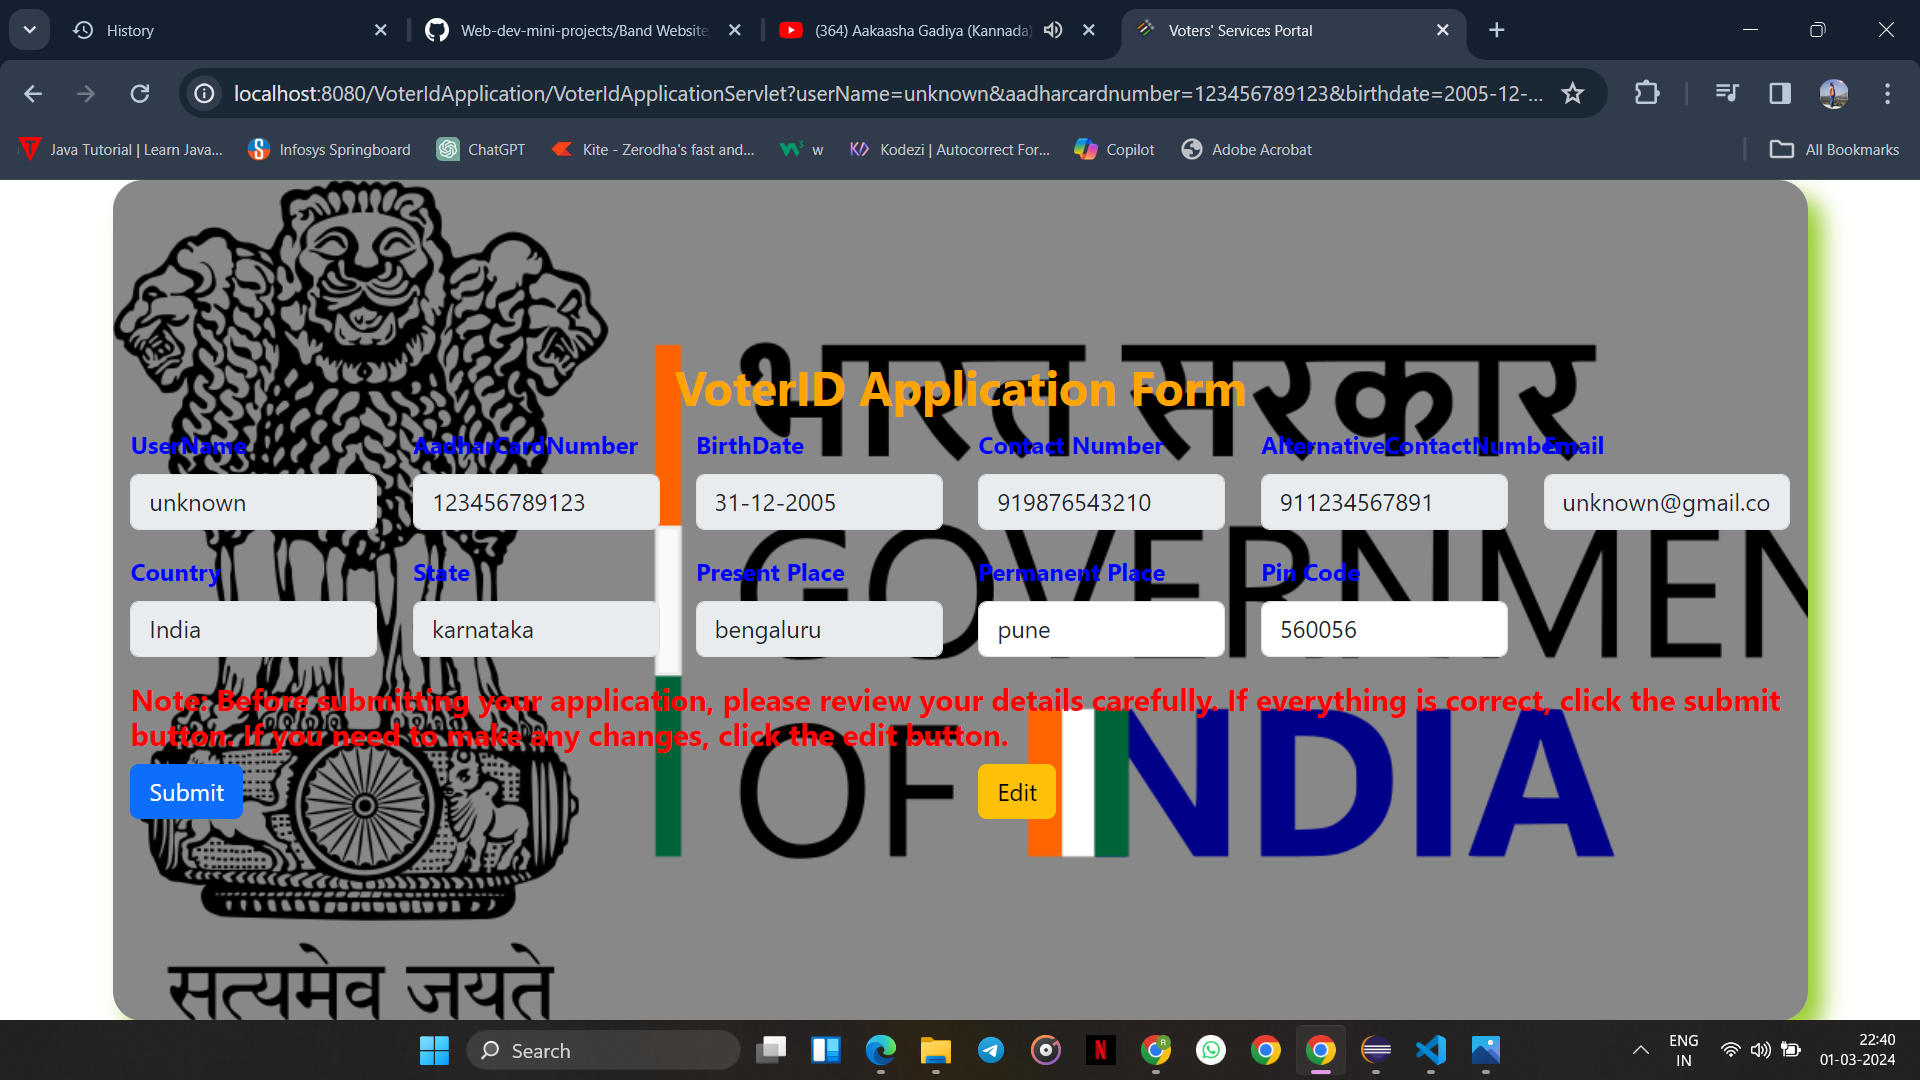 History
Web-dev-mini-projects/Band Website
(364) Aakaasha Gadiya (Kannada)
Voters' Services Portal
localhost:8080/VoterIdApplication/VoterIdApplicationServlet?userName=unknown&aadharcardnumber=123456789123&birthdate=2005-12-...
Java Tutorial | Learn Java...
Infosys Springboard
ChatGPT
Kite - Zerodha's fast and...
w
Kodezi | Autocorrect For...
Copilot
Adobe Acrobat
All Bookmarks
भारत सरकार
VoterID Application Form
UserName AadharCardNumber BirthDate Contact Number AlternativeContactNumber Email
unknown 123456789123 31-12-2005 919876543210 911234567891 unknown@gmail.co
GOVERNMEN
Country State Present Place Permanent Place Pin Code
India karnataka bengaluru pune 560056
Note: Before submitting your application, please review your details carefully. If everything is correct, click the submit
button. If you need to make any changes, click the edit button.
OF INDIA
Submit Edit
सत्यमेव जयते
Search
ENG
IN
22:40
01-03-2024